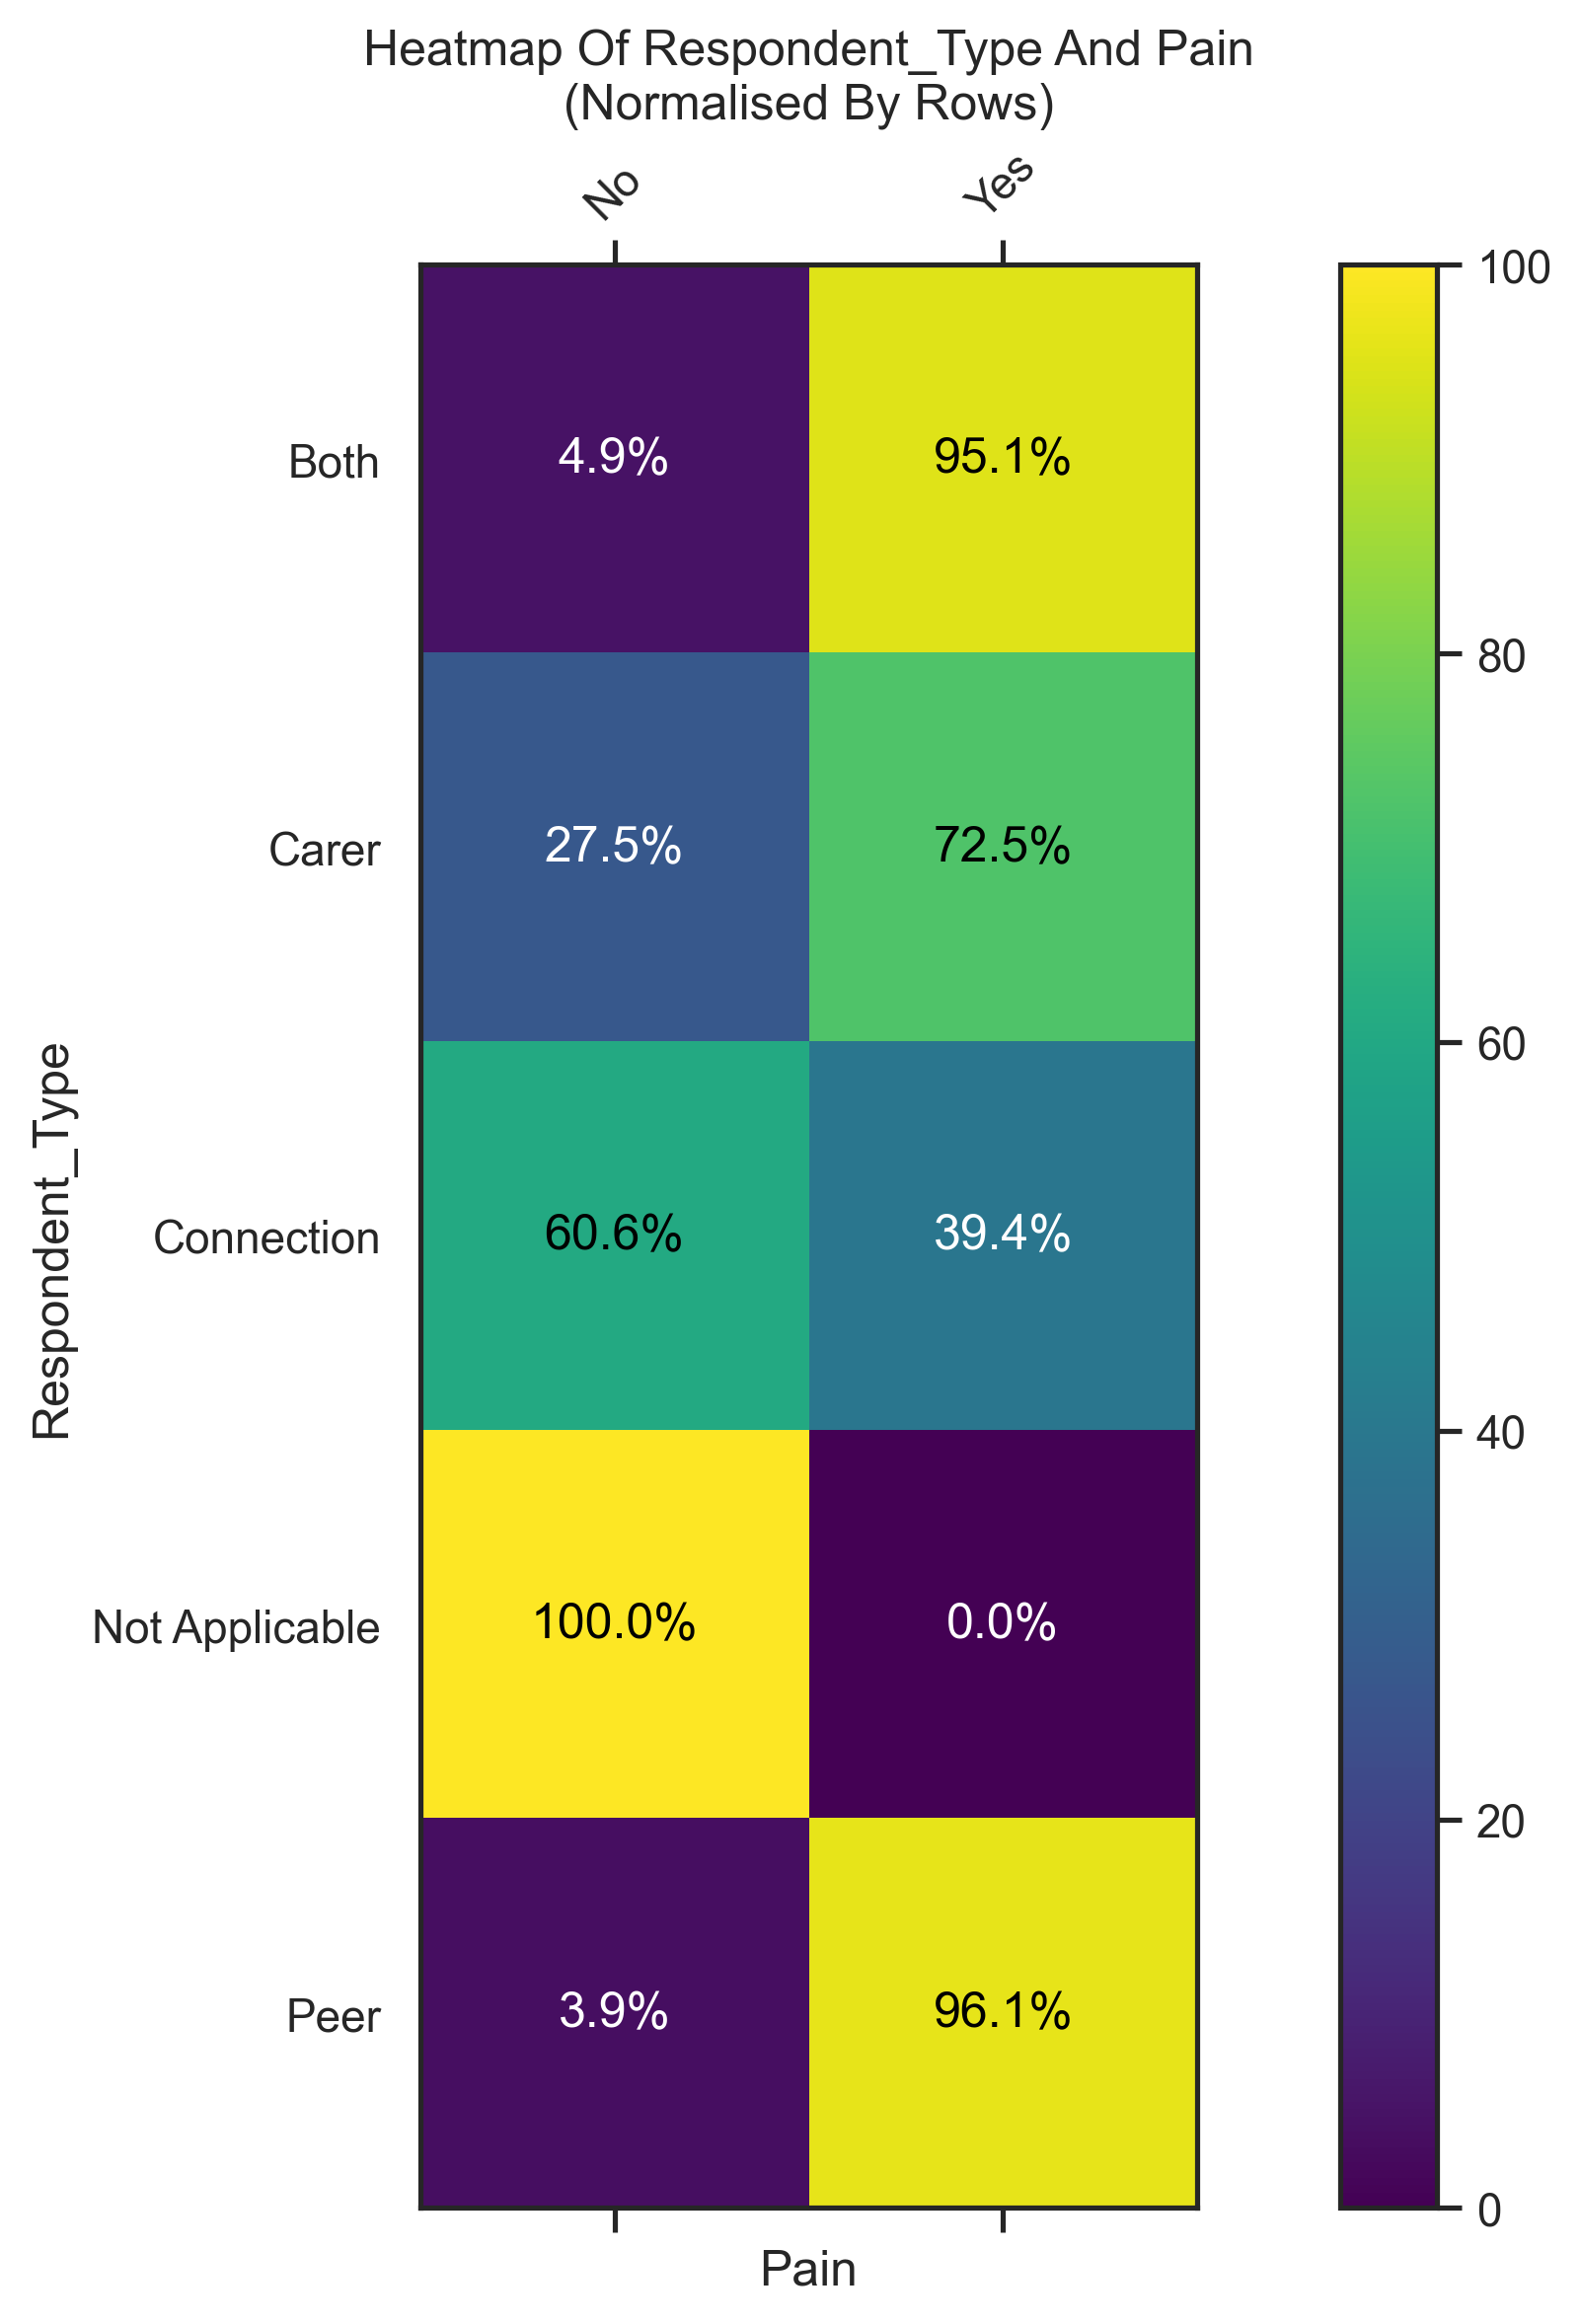 Heatmap Of Respondent_Type And Pain
(Normalised By Rows)
No
Yes
100
Both
4.9%
95.1%
80
Carer
27.5%
72.5%
60
Respondent_Type
Connection
60.6%
39.4%
40
Not Applicable
100.0%
0.0%
20
Peer
3.9%
96.1%
0
Pain